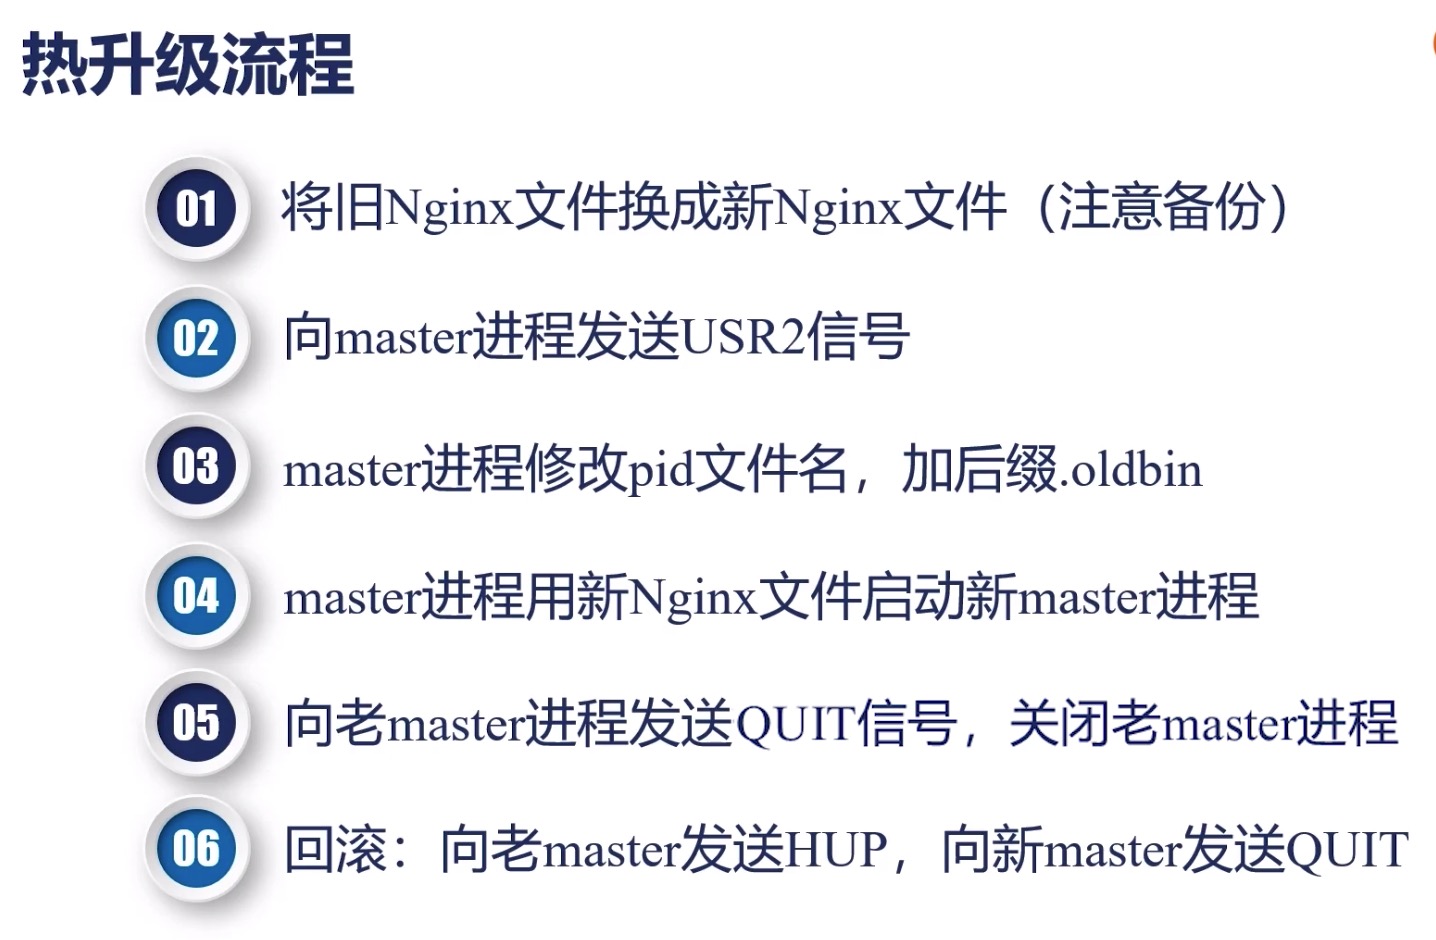 热升级流程
01 将旧Nginx文件换成新Nginx文件（注意备份）
02 向master进程发送USR2信号
03 master进程修改pid文件名，加后缀.oldbin
04 master进程用新Nginx文件启动新master进程
05 向老master进程发送QUIT信号，关闭老master进程
06 回滚：向老master发送HUP，向新master发送QUIT